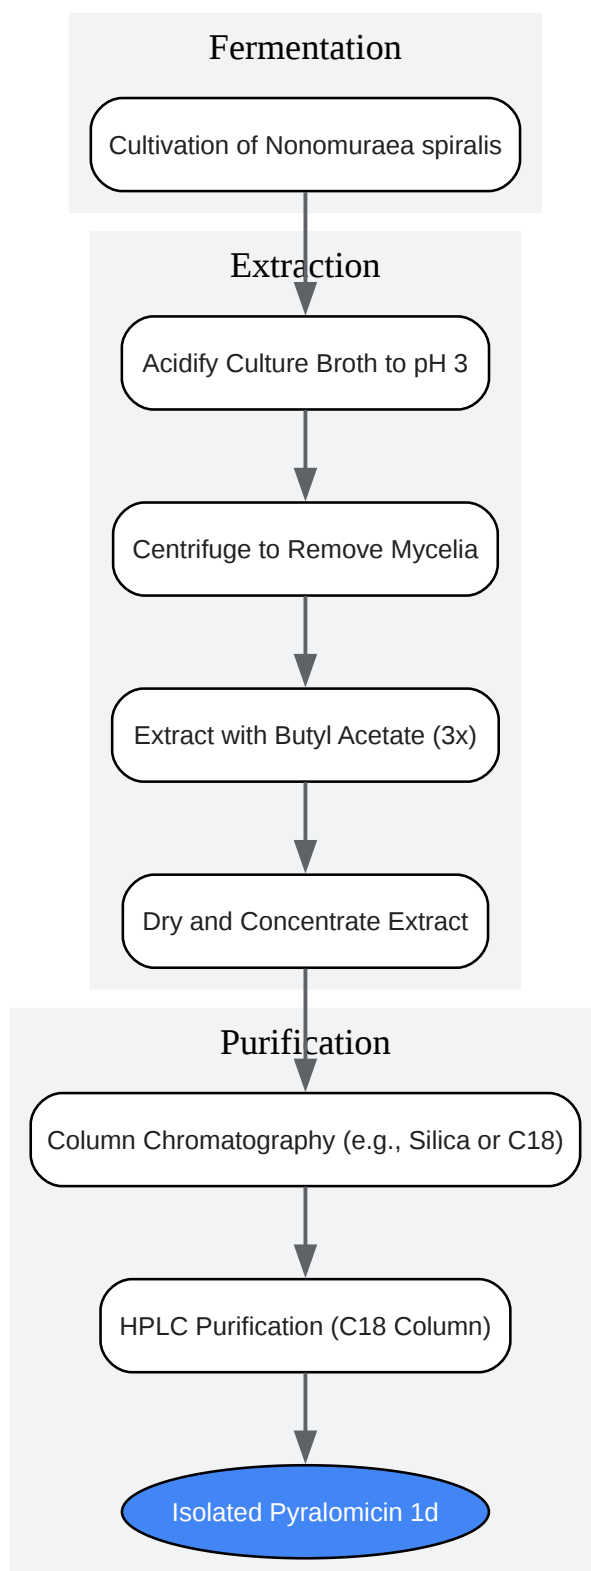 Fermentation
Cultivation of Nonomuraea spiralis
Extraction
Acidify Culture Broth to pH 3
Centrifuge to Remove Mycelia
Extract with Butyl Acetate (3x)
Dry and Concentrate Extract
Purification
Column Chromatography (e.g., Silica or C18)
HPLC Purification (C18 Column)
Isolated Pyralomicin 1d